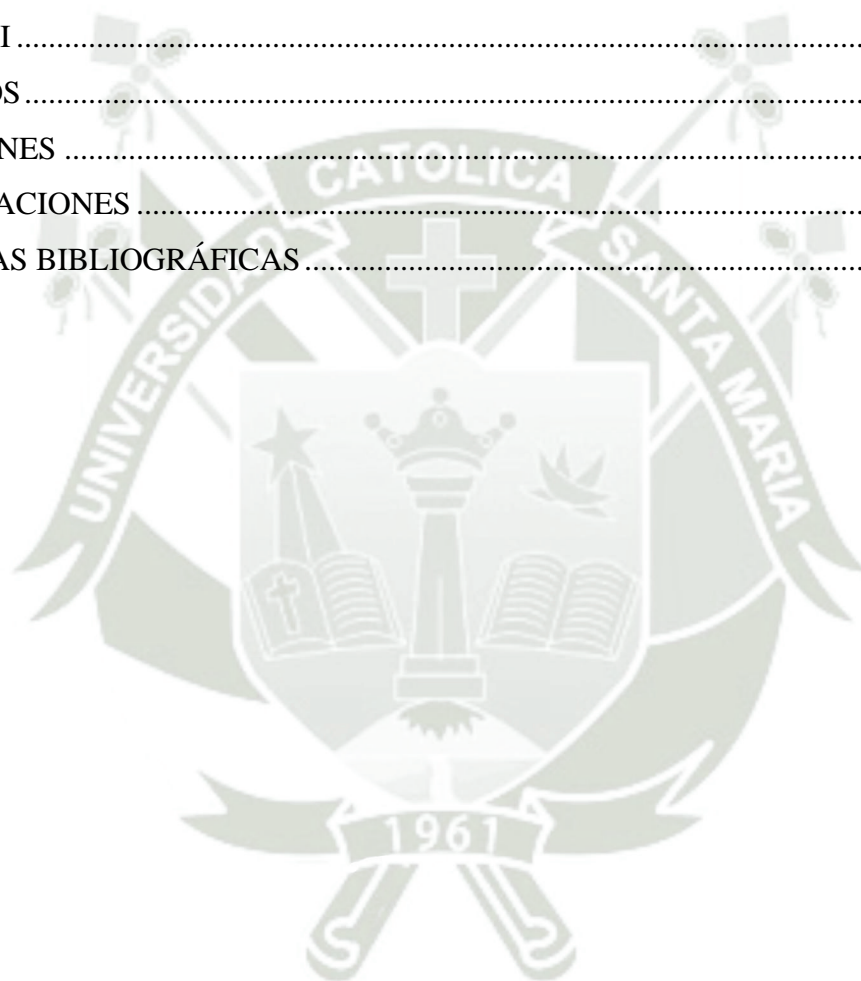 I ..........................................................................................................
OS ..........................................................................................................
NES ..........................................................................................................
ACIONES ..........................................................................................................
AS BIBLIOGRÁFICAS ..........................................................................................................
UNIVERSIDAD CATOLICA SANTA MARIA
1961